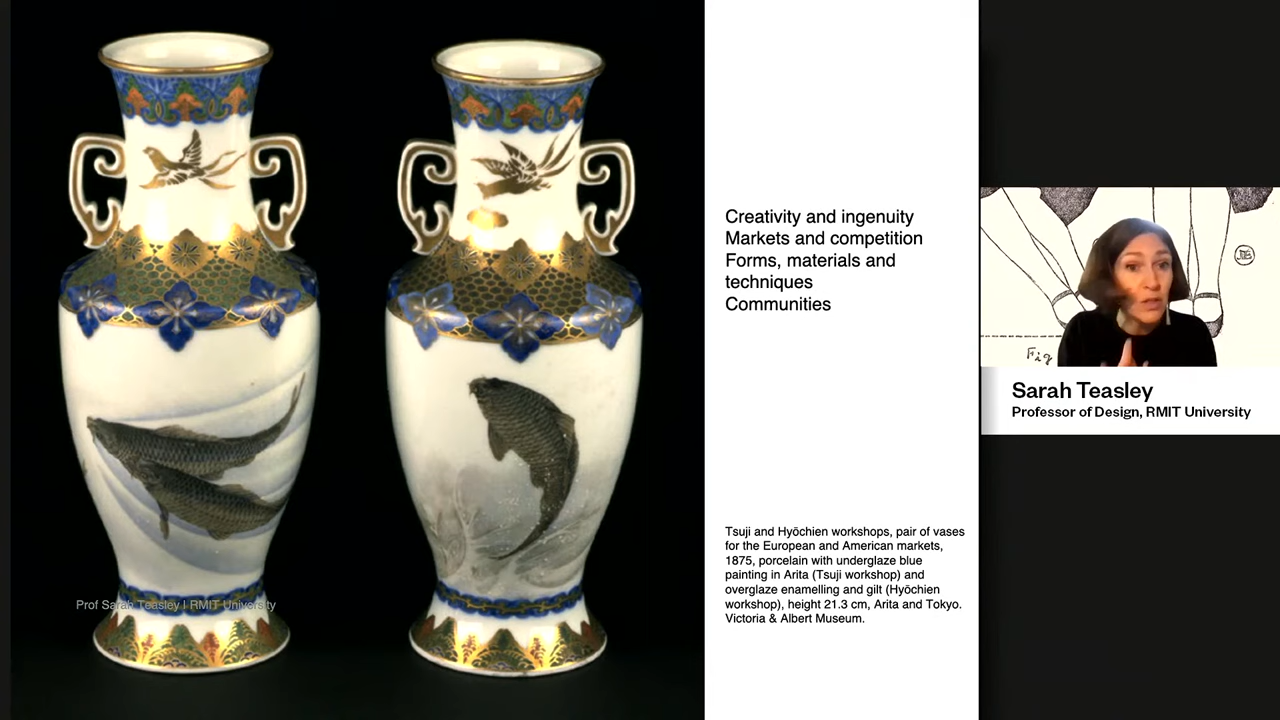 Creativity and ingenuity
Markets and competition
Forms, materials and
techniques
Communities
Tsuji and Hyōchien workshops, pair of vases
for the European and American markets,
1875, porcelain with underglaze blue
painting in Arita (Tsuji workshop) and
overglaze enamelling and gilt (Hyōchien
workshop), height 21.3 cm, Arita and Tokyo.
Victoria & Albert Museum.
Prof Sarah Teasley | RMIT University
Fig
Sarah Teasley
Professor of Design, RMIT University